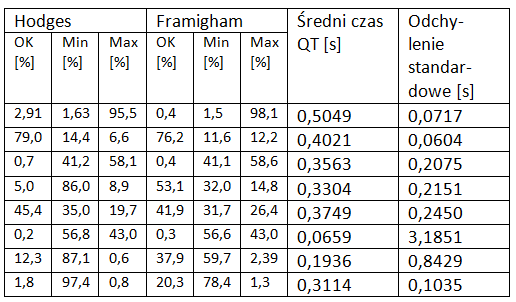 Hodges Framigham Średni czas Odchy-
OK Min Max OK Min Max QT [s] lenie
[%] [%] [%] [%] [%] [%] standar-
dowe [s]
2,91 1,63 95,5 0,4 1,5 98,1 0,5049 0,0717
79,0 14,4 6,6 76,2 11,6 12,2 0,4021 0,0604
0,7 41,2 58,1 0,4 41,1 58,6 0,3563 0,2075
5,0 86,0 8,9 53,1 32,0 14,8 0,3304 0,2151
45,4 35,0 19,7 41,9 31,7 26,4 0,3749 0,2450
0,2 56,8 43,0 0,3 56,6 43,0 0,0659 3,1851
12,3 87,1 0,6 37,9 59,7 2,39 0,1936 0,8429
1,8 97,4 0,8 20,3 78,4 1,3 0,3114 0,1035